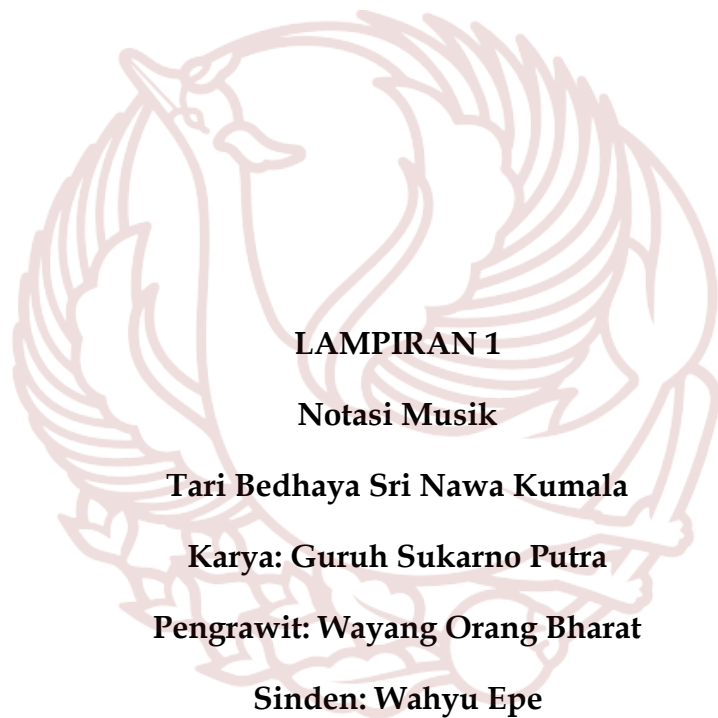 LAMPIRAN 1
Notasi Musik
Tari Bedhaya Sri Nawa Kumala
Karya: Guruh Sukarno Putra
Pengrawit: Wayang Orang Bharat
Sinden: Wahyu Epe